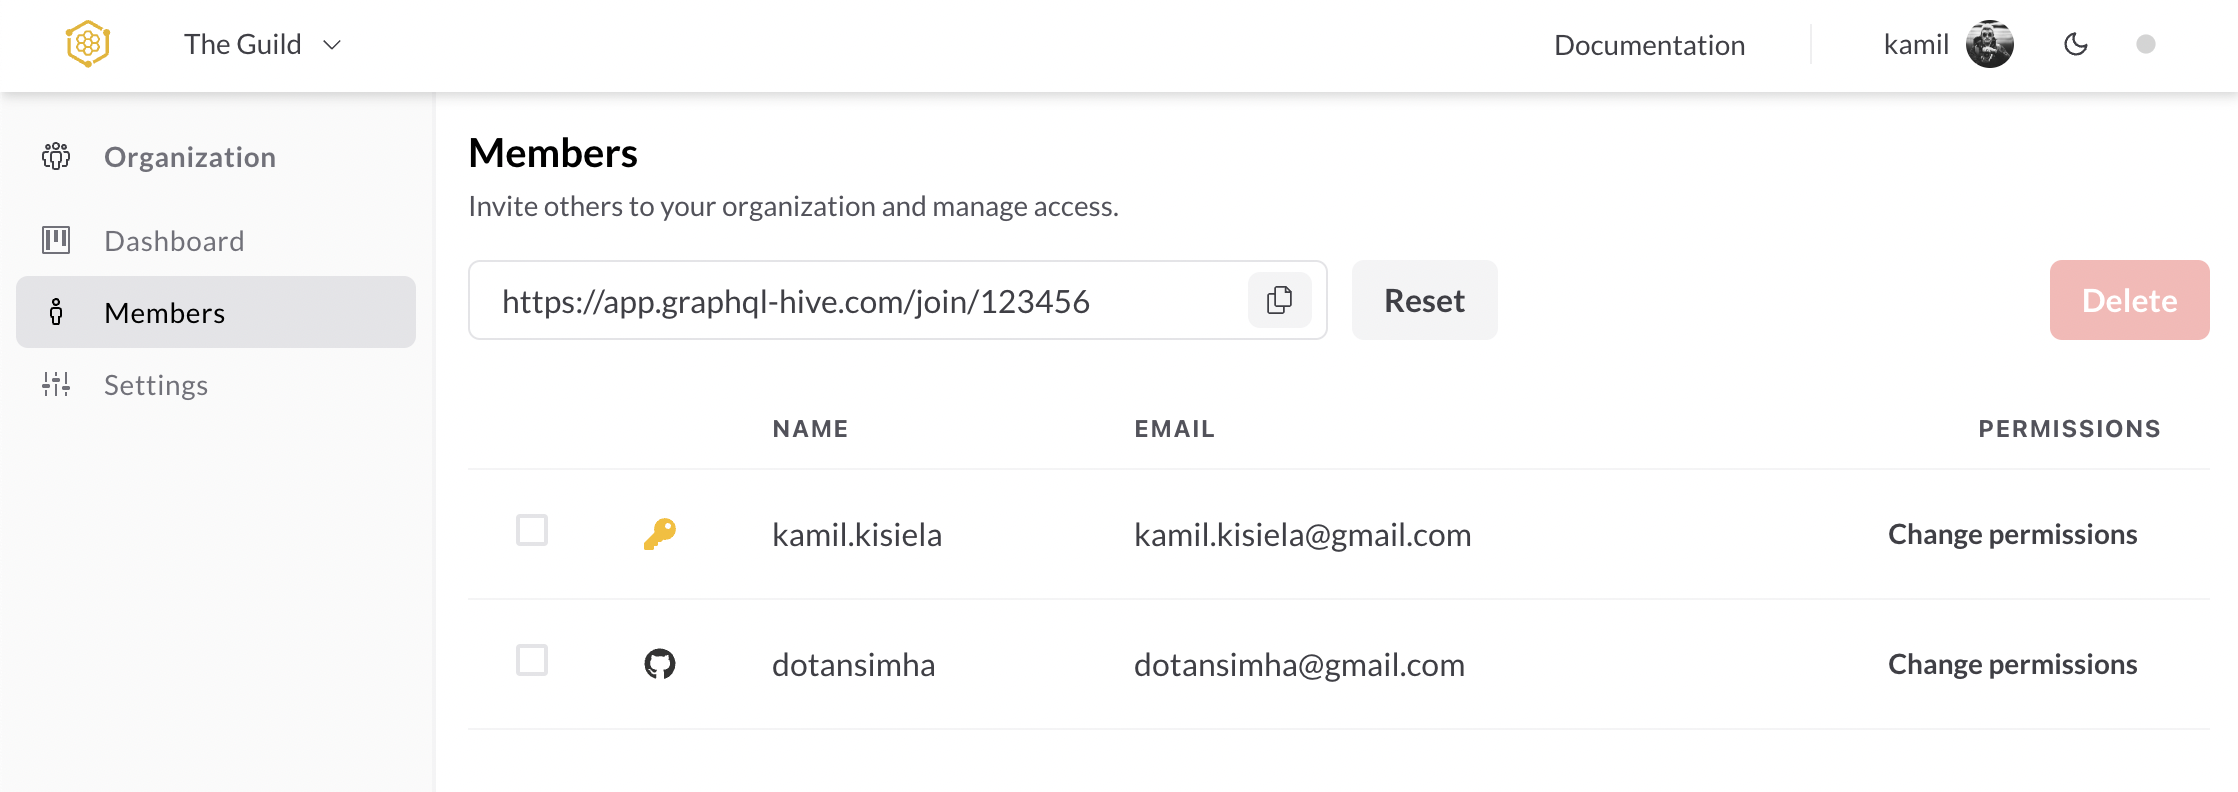 The Guild
Documentation
kamil
Organization
Dashboard
Members
Settings
Members
Invite others to your organization and manage access.
https://app.graphql-hive.com/join/123456
Reset
Delete
NAME EMAIL PERMISSIONS
kamil.kisiela kamil.kisiela@gmail.com Change permissions
dotansimha dotansimha@gmail.com Change permissions